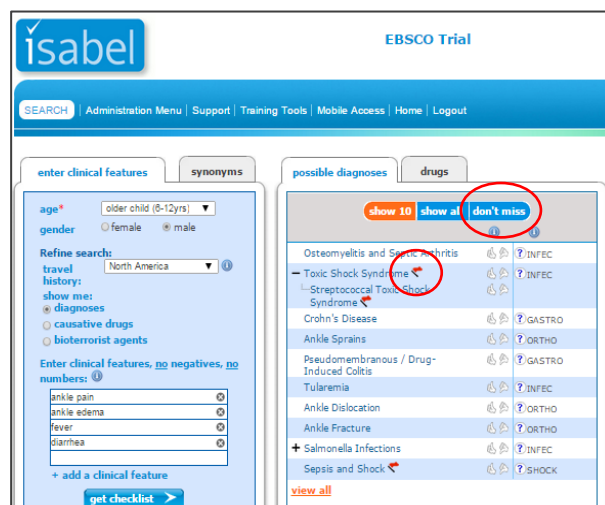 isabel
EBSCO Trial
SEARCH | Administration Menu | Support | Training Tools | Mobile Access | Home | Logout
enter clinical features
synonyms
age* older child (6-12yrs)
gender female male
Refine search:
travel history: North America
show me:
diagnoses
causative drugs
bioterrorist agents
Enter clinical features, no negatives, no
numbers:
ankle pain
ankle edema
fever
diarrhea
+ add a clinical feature
get checklist
possible diagnoses
drugs
show 10 show all don't miss
Osteomyelitis and Septic Arthritis ? INFEC
− Toxic Shock Syndrome ? INFEC
Streptococcal Toxic Shock
Syndrome
Crohn's Disease ? GASTRO
Ankle Sprains ? ORTHO
Pseudomembranous / Drug- ? GASTRO
Induced Colitis
Tularemia ? INFEC
Ankle Dislocation ? ORTHO
Ankle Fracture ? ORTHO
+ Salmonella Infections ? INFEC
Sepsis and Shock ? SHOCK
view all